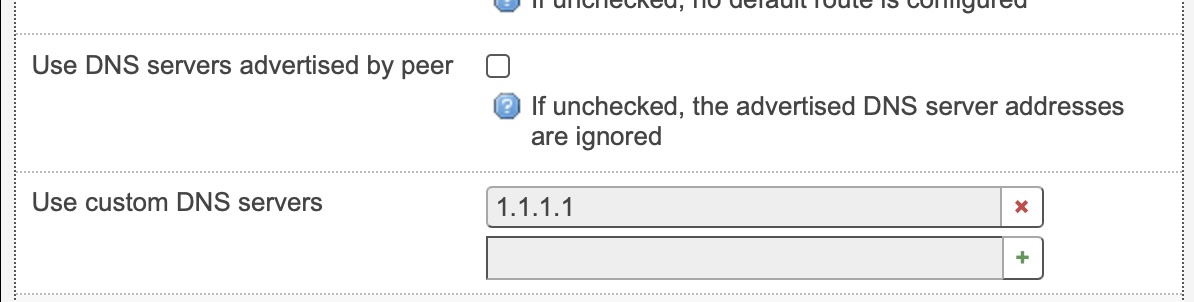 If unchecked, no default route is configured
Use DNS servers advertised by peer
If unchecked, the advertised DNS server addresses
are ignored
Use custom DNS servers
1.1.1.1